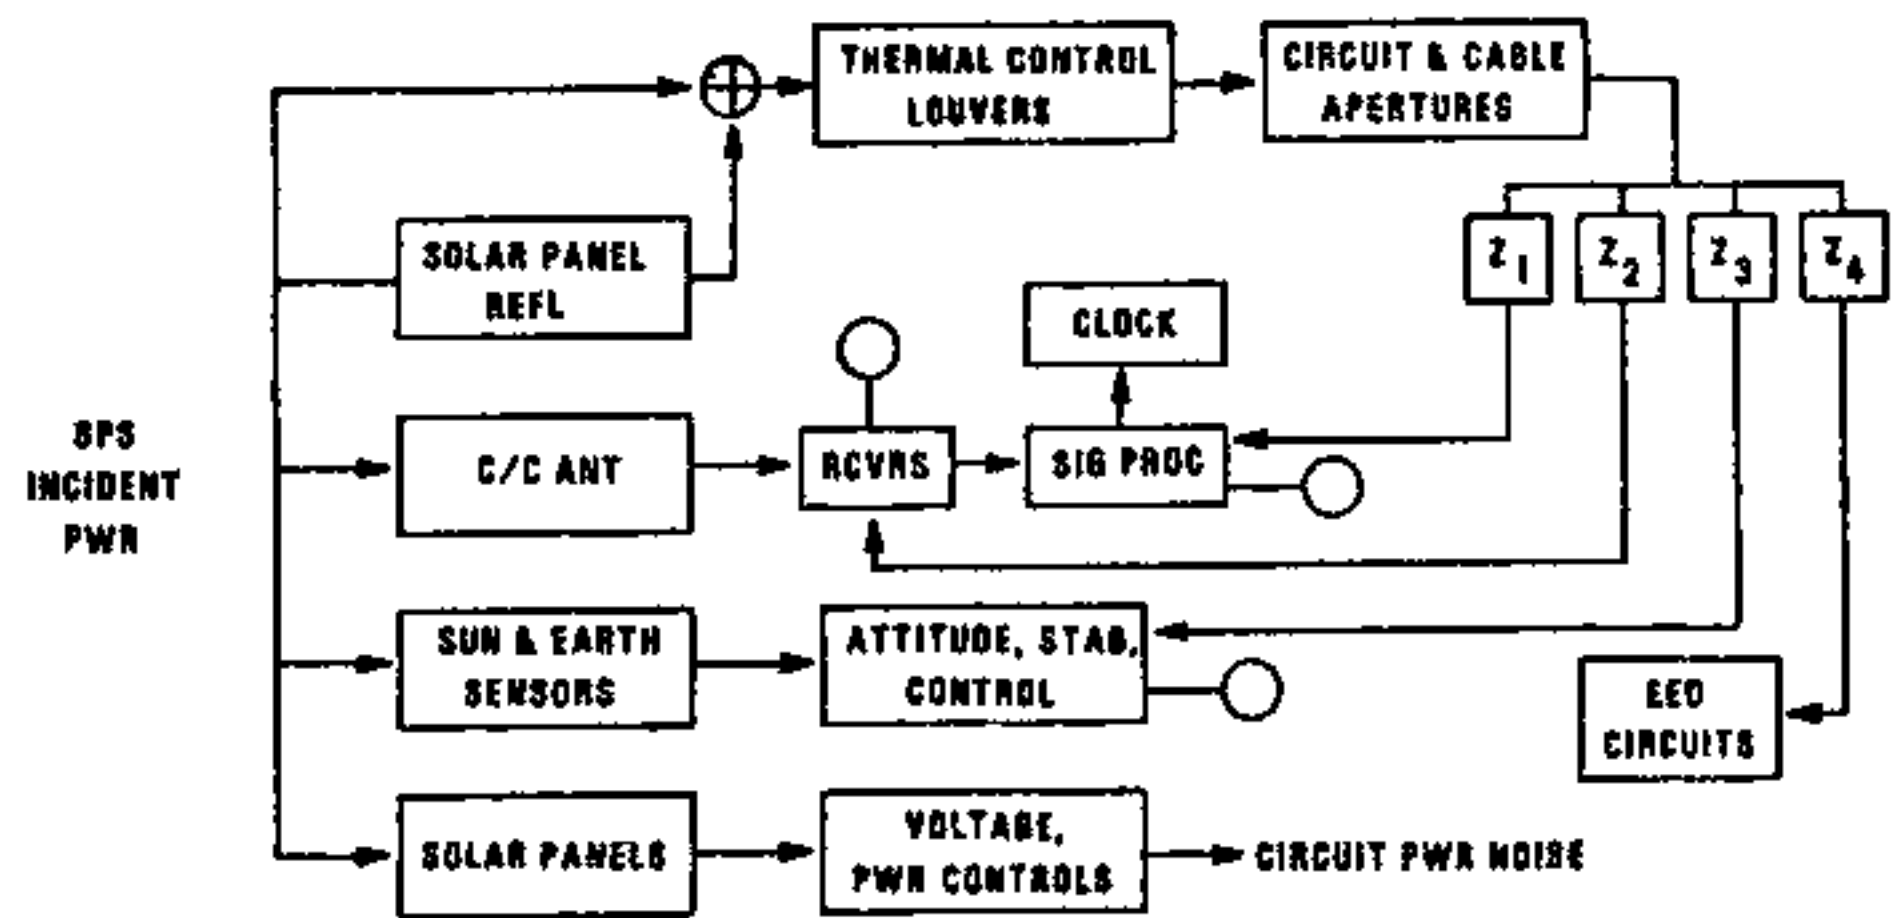 THERMAL CONTROL
LOUVERS
CIRCUIT & CABLE
APERTURES
SOLAR PANEL
REFL
Z1
Z2
Z3
Z4
CLOCK
SPS
INCIDENT
PWR
C/C ANT
RCVRS
SIG PROC
SUN & EARTH
SENSORS
ATTITUDE, STAB,
CONTROL
EED
CIRCUITS
SOLAR PANELS
VOLTAGE,
PWR CONTROLS
CIRCUIT PWR NOISE